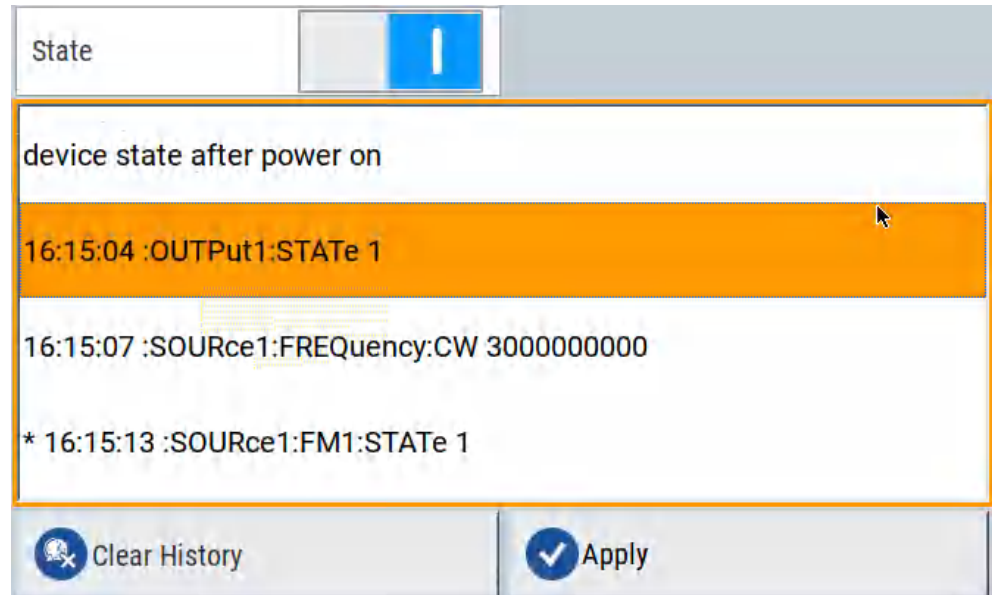 State
device state after power on
16:15:04 :OUTPut1:STATe 1
16:15:07 :SOURce1:FREQuency:CW 3000000000
* 16:15:13 :SOURce1:FM1:STATe 1
Clear History
Apply